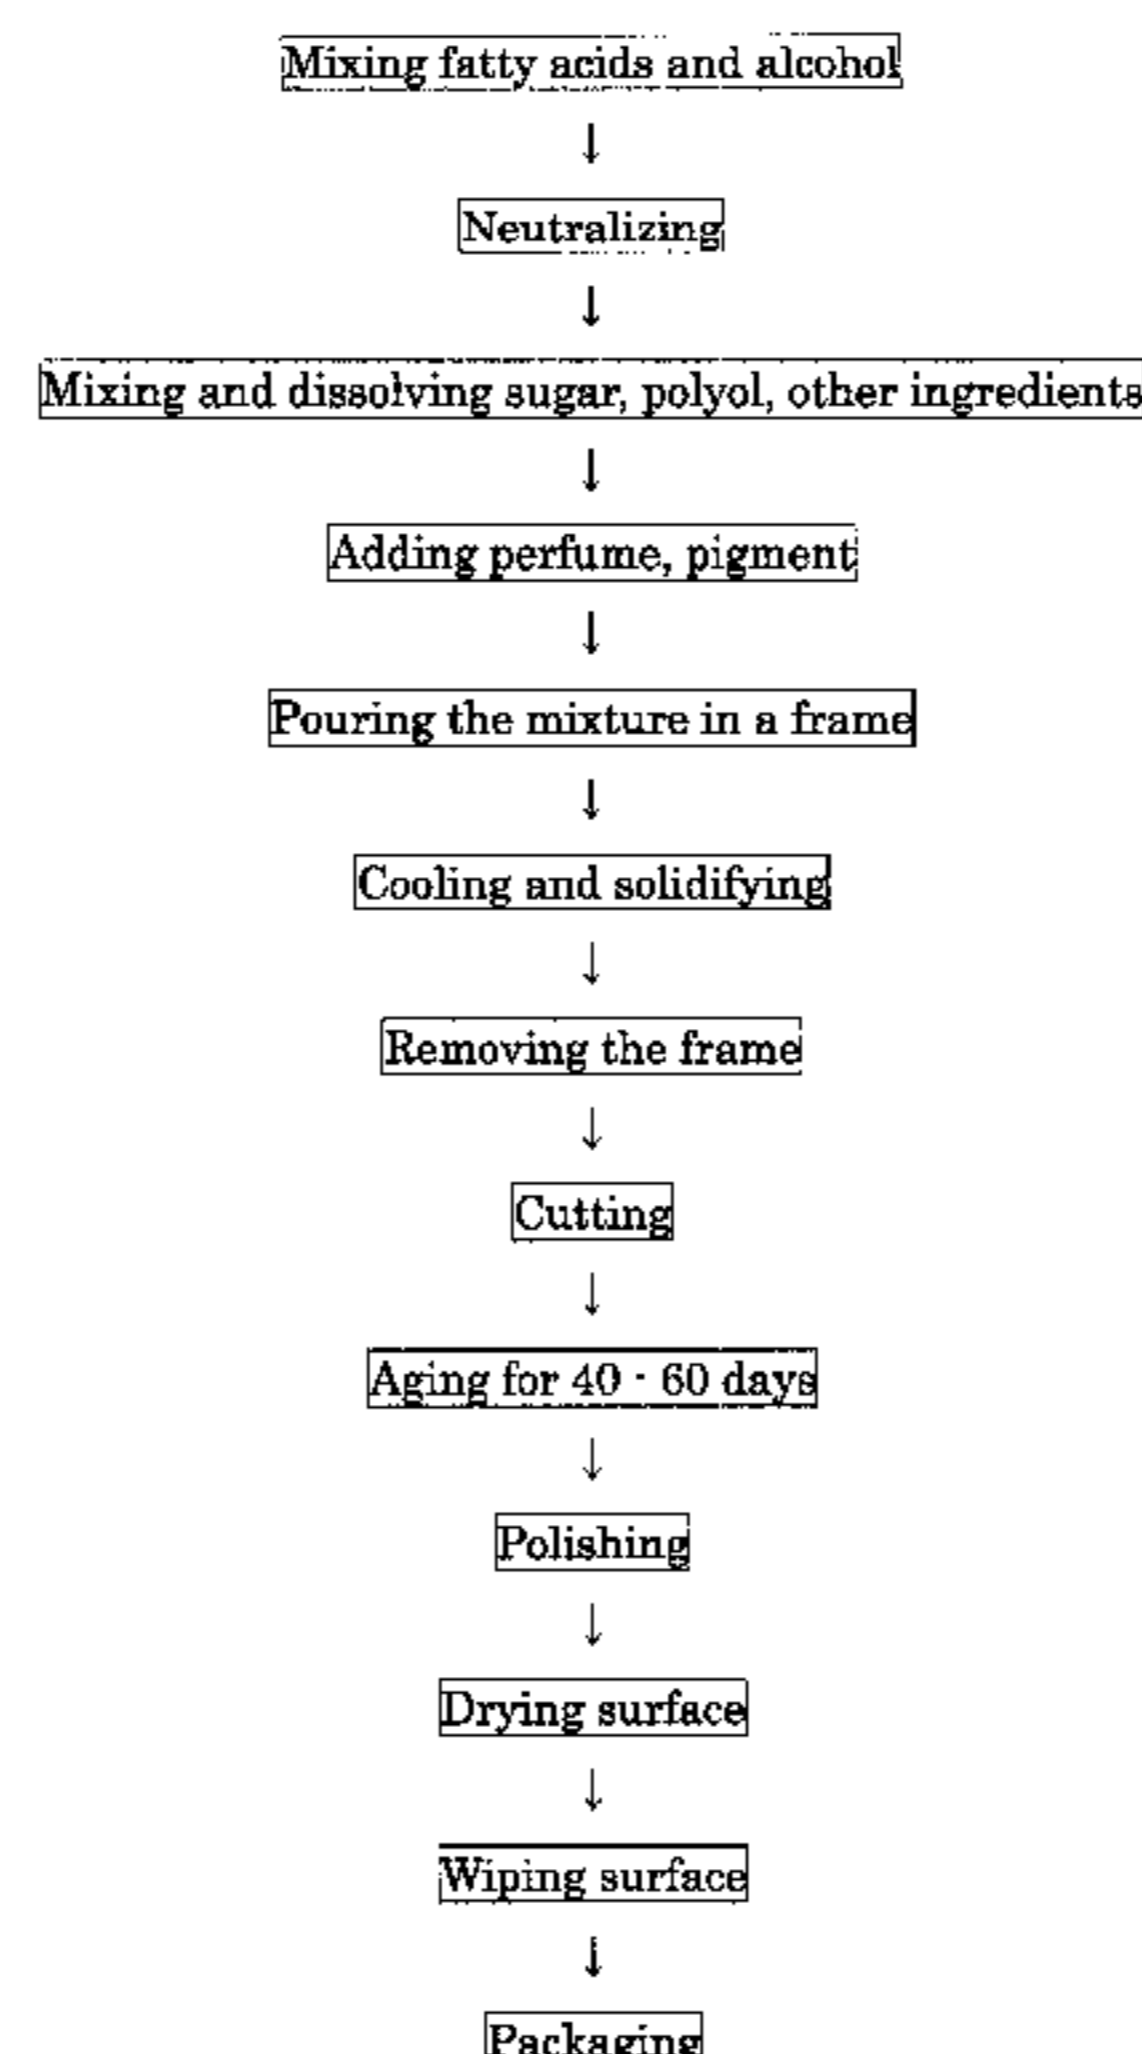 Mixing fatty acids and alcohol
↓
Neutralizing
↓
Mixing and dissolving sugar, polyol, other ingredients
↓
Adding perfume, pigment
↓
Pouring the mixture in a frame
↓
Cooling and solidifying
↓
Removing the frame
↓
Cutting
↓
Aging for 40 - 60 days
↓
Polishing
↓
Drying surface
↓
Wiping surface
↓
Packaging